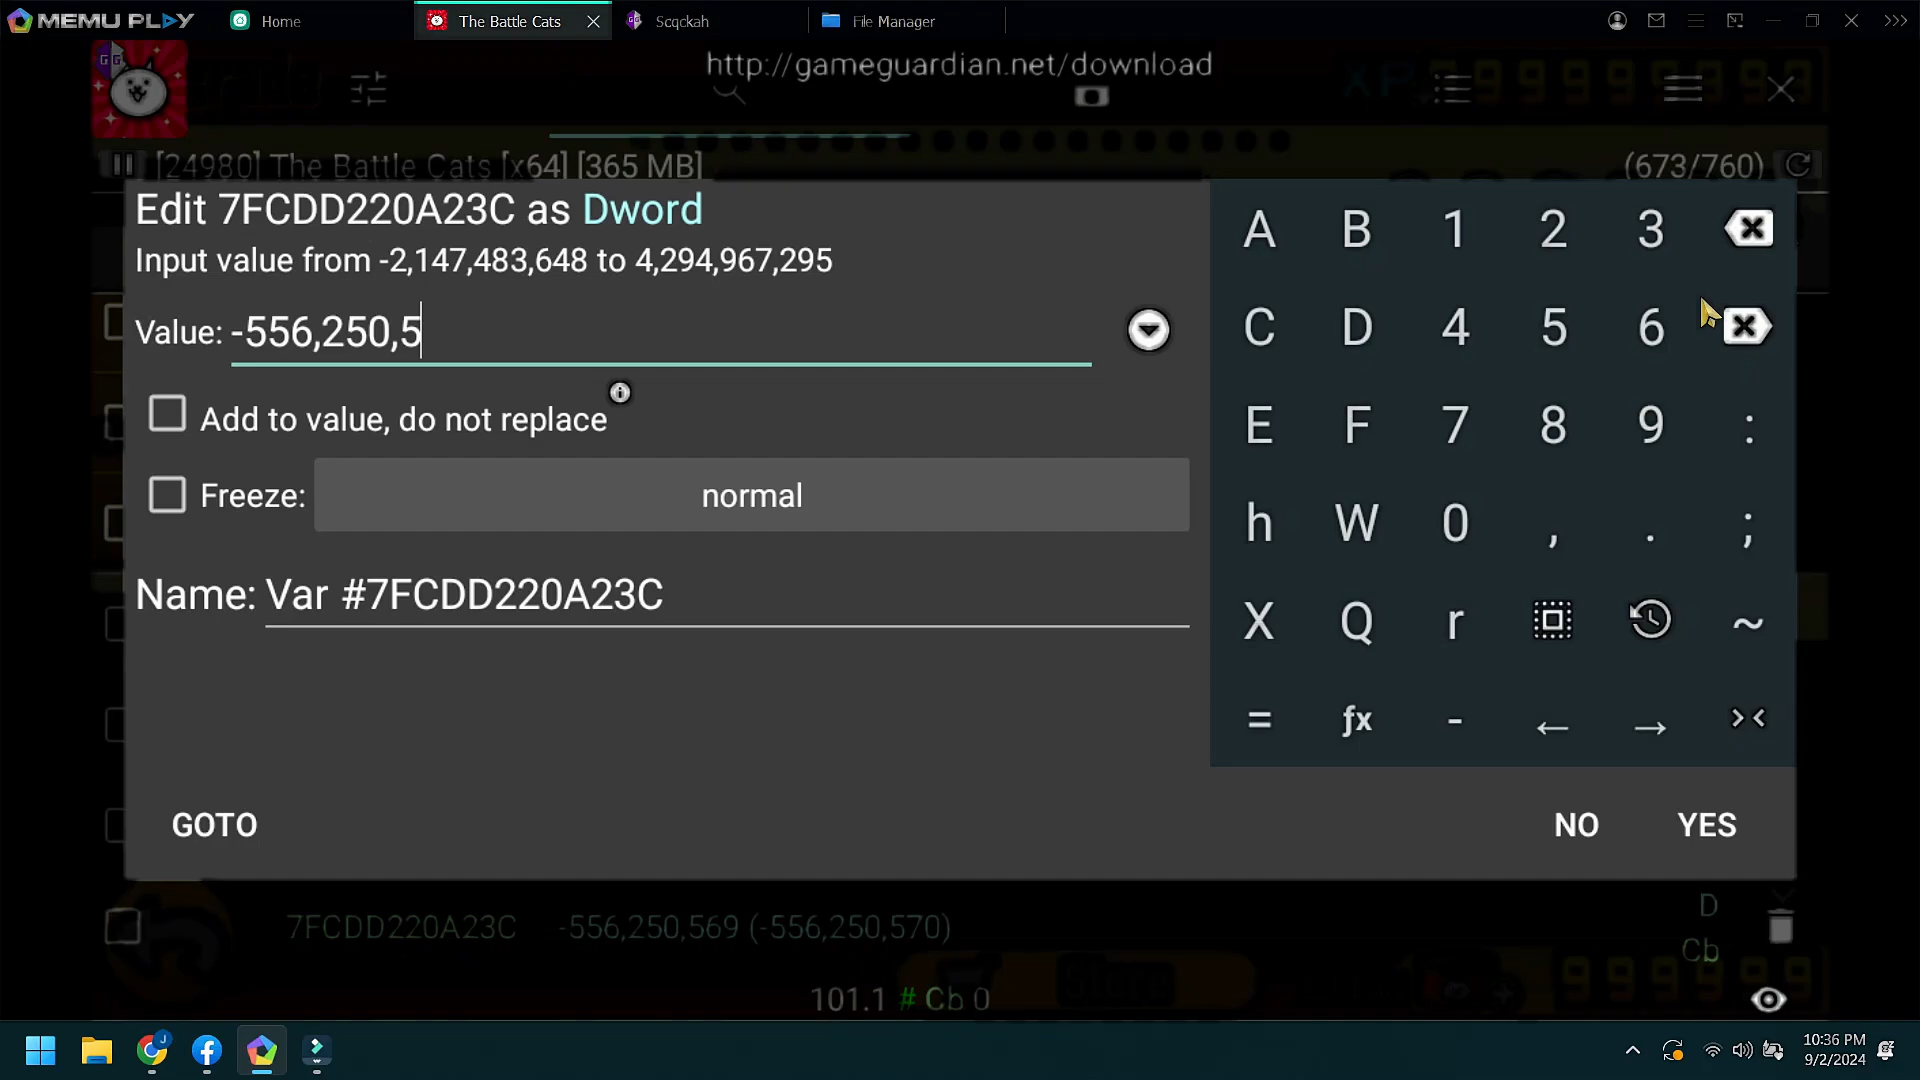 MEMU PLAY Home The Battle Cats Scqckah File Manager
http://gameguardian.net/download
[24980] The Battle Cats [x64] [365 MB] (673/760)
Edit 7FCDD220A23C as Dword
Input value from -2,147,483,648 to 4,294,967,295
Value: -556,250,5
Add to value, do not replace
Freeze: normal
Name: Var #7FCDD220A23C
A B 1 2 3
C D 4 5 6
E F 7 8 9 :
h W 0 , . ;
X Q r ~
= ƒx - ← → ><
GOTO NO YES
7FCDD220A23C -556,250,569 (-556,250,570) D
Cb
Store
101.1 # Cb 0
10:36 PM
9/2/2024